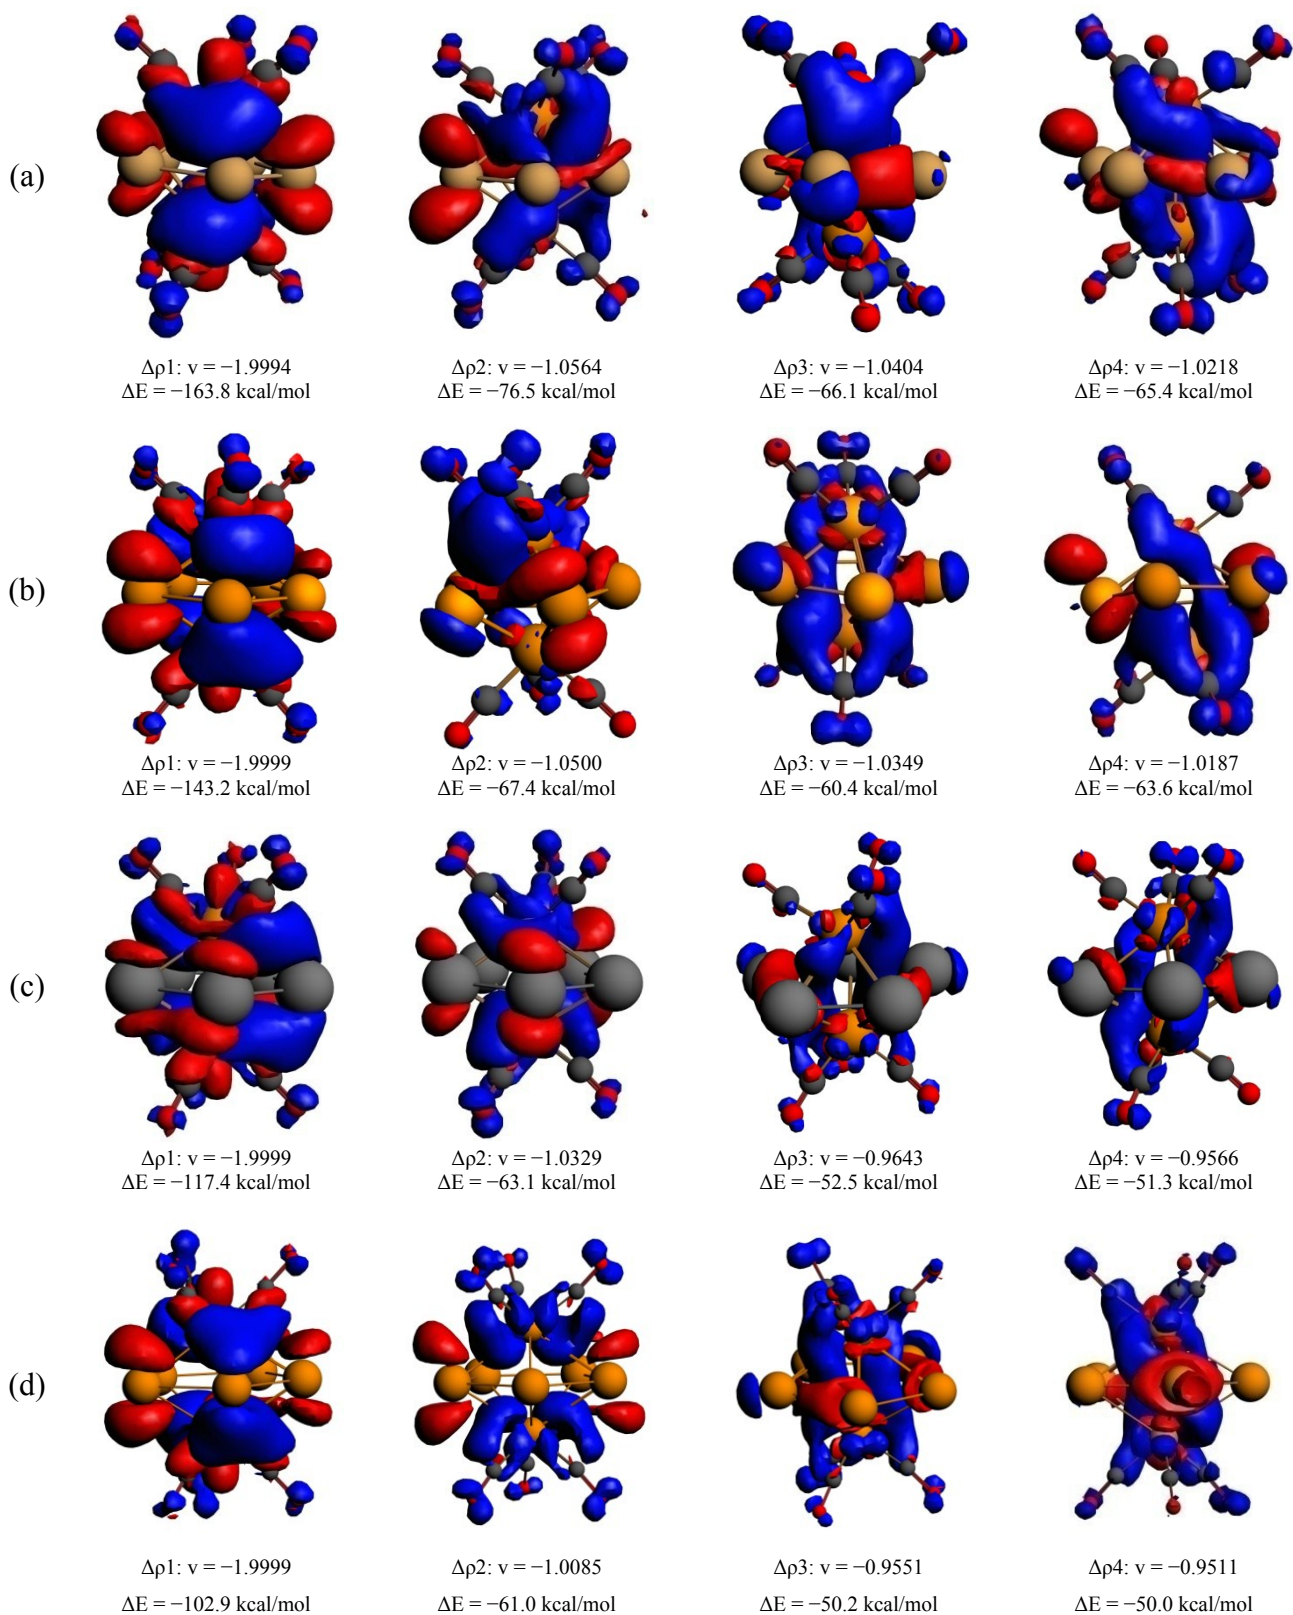 (a)
Δρ1: v = −1.9994
ΔE = −163.8 kcal/mol
Δρ2: v = −1.0564
ΔE = −76.5 kcal/mol
Δρ3: v = −1.0404
ΔE = −66.1 kcal/mol
Δρ4: v = −1.0218
ΔE = −65.4 kcal/mol
(b)
Δρ1: v = −1.9999
ΔE = −143.2 kcal/mol
Δρ2: v = −1.0500
ΔE = −67.4 kcal/mol
Δρ3: v = −1.0349
ΔE = −60.4 kcal/mol
Δρ4: v = −1.0187
ΔE = −63.6 kcal/mol
(c)
Δρ1: v = −1.9999
ΔE = −117.4 kcal/mol
Δρ2: v = −1.0329
ΔE = −63.1 kcal/mol
Δρ3: v = −0.9643
ΔE = −52.5 kcal/mol
Δρ4: v = −0.9566
ΔE = −51.3 kcal/mol
(d)
Δρ1: v = −1.9999
ΔE = −102.9 kcal/mol
Δρ2: v = −1.0085
ΔE = −61.0 kcal/mol
Δρ3: v = −0.9551
ΔE = −50.2 kcal/mol
Δρ4: v = −0.9511
ΔE = −50.0 kcal/mol